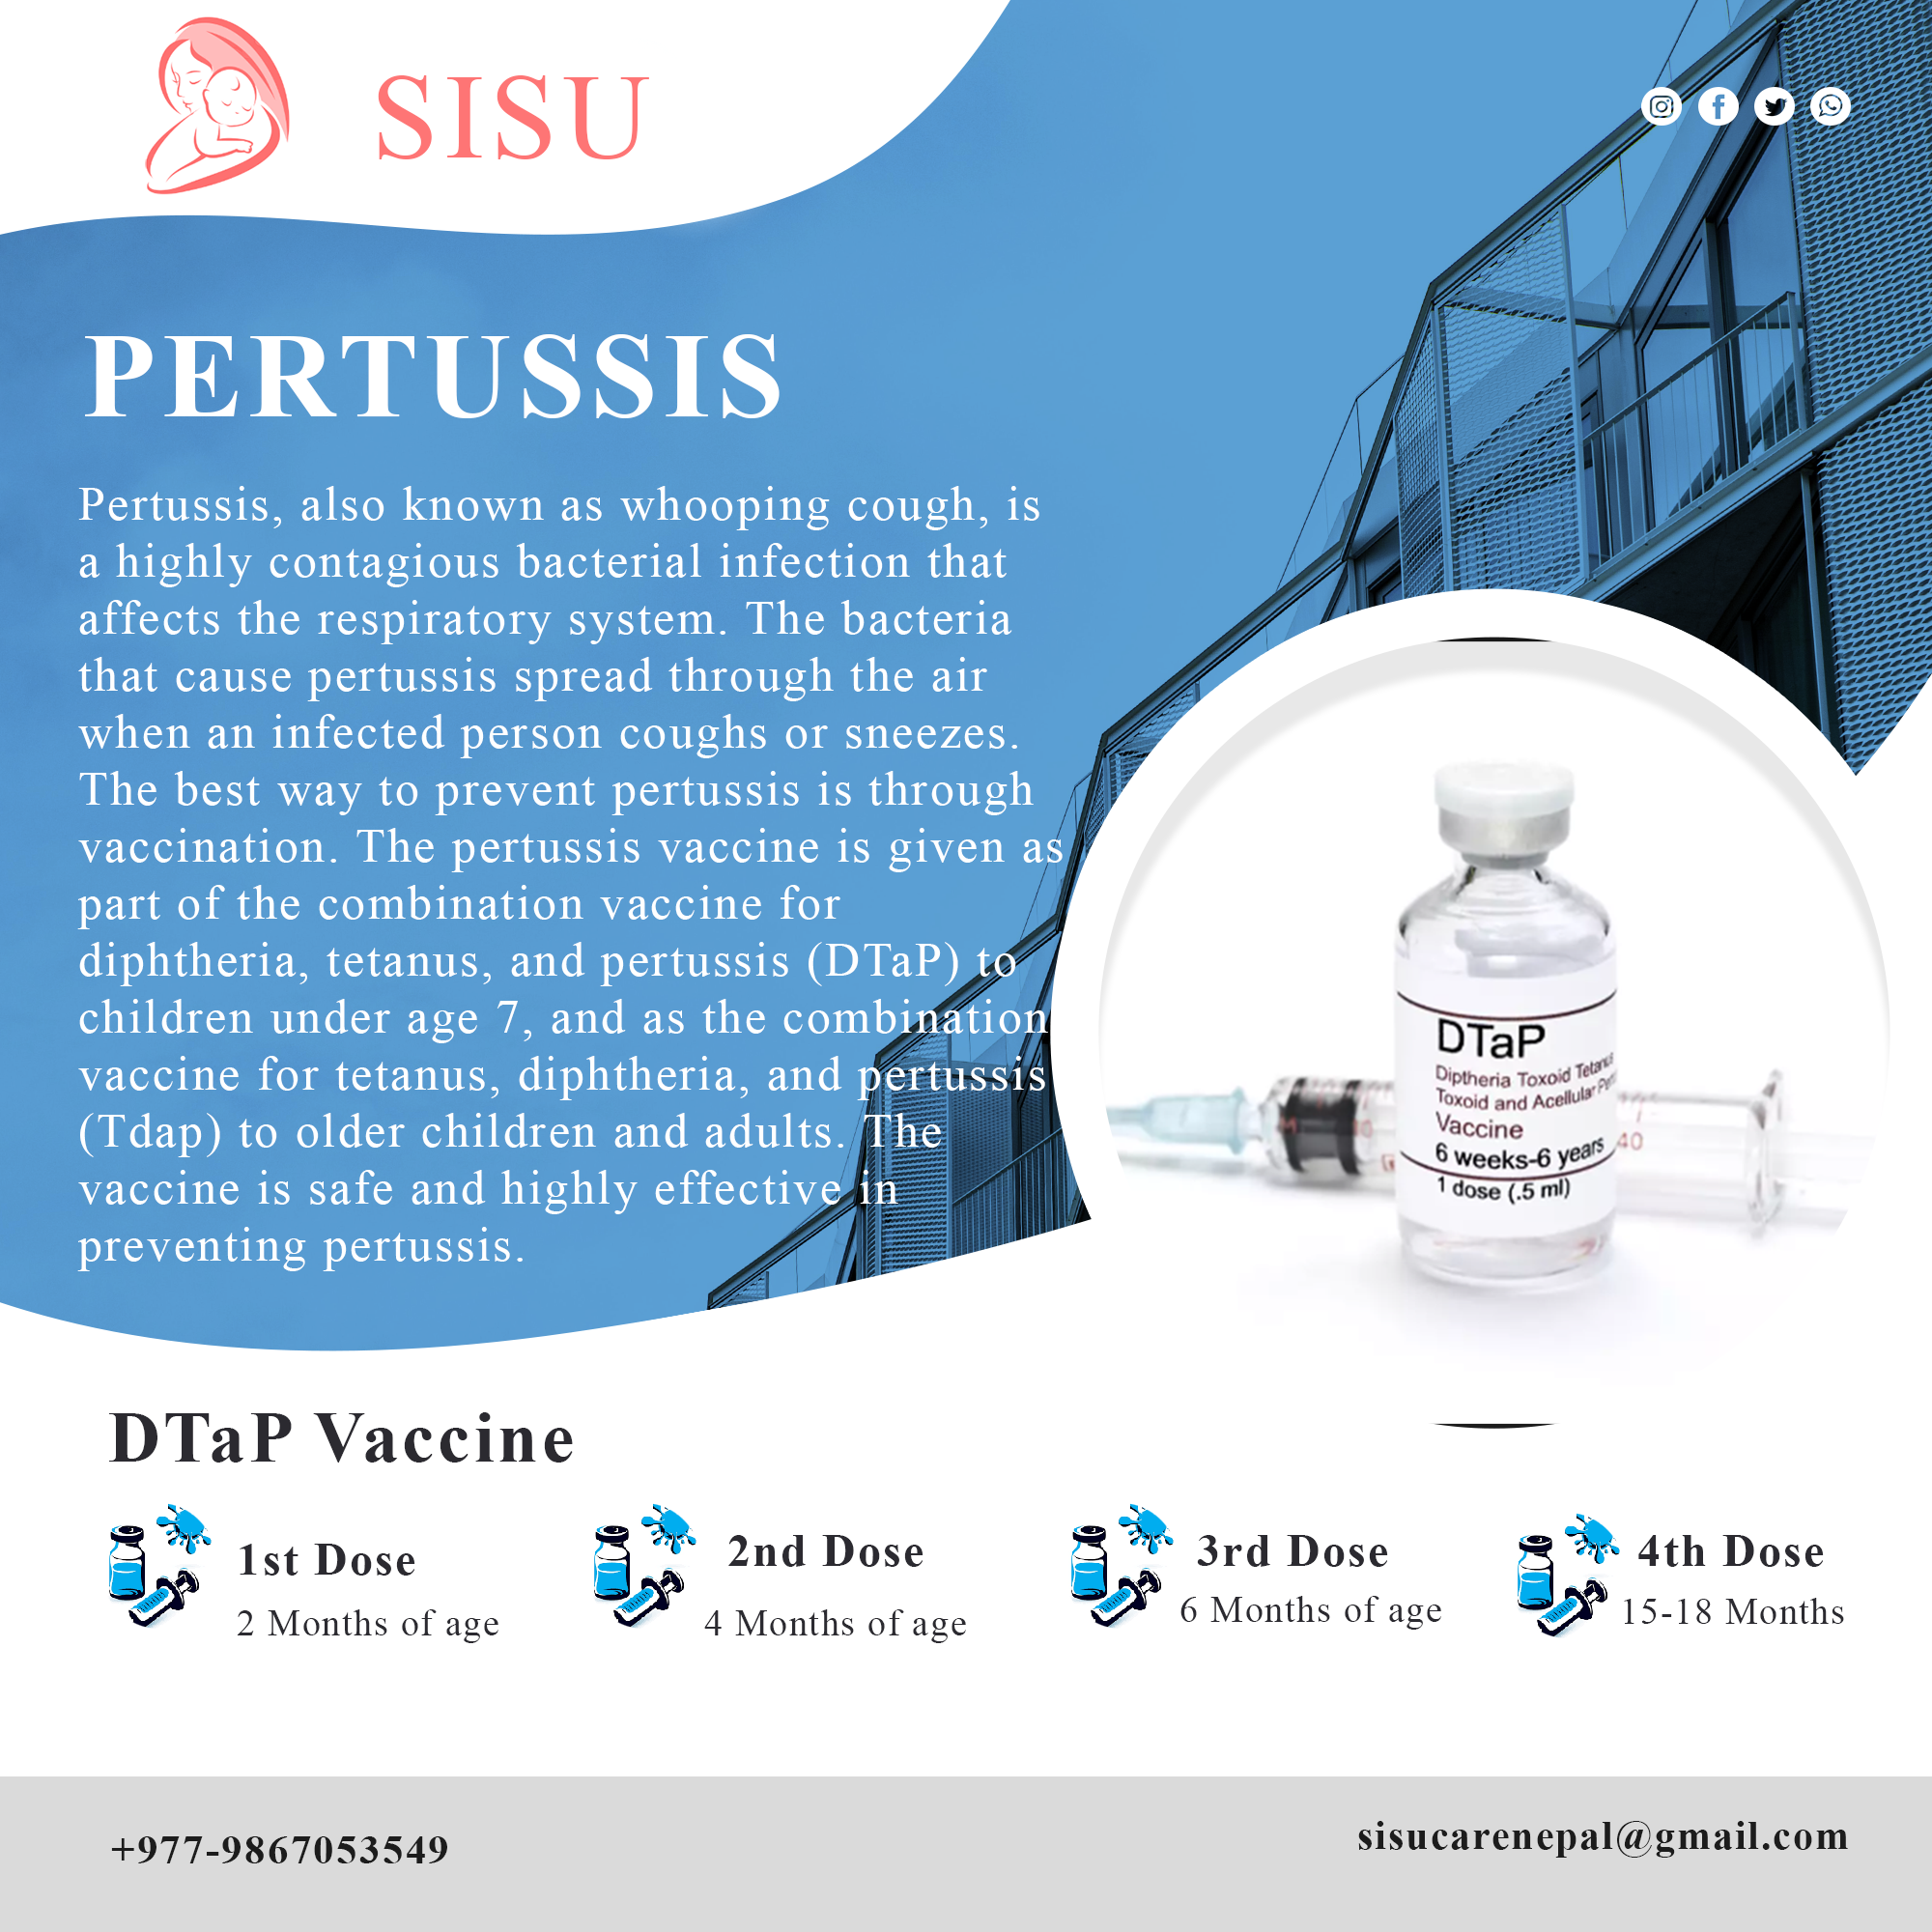 SISU
PERTUSSIS
Pertussis, also known as whooping cough, is
a highly contagious bacterial infection that
affects the respiratory system. The bacteria
that cause pertussis spread through the air
when an infected person coughs or sneezes.
The best way to prevent pertussis is through
vaccination. The pertussis vaccine is given as
part of the combination vaccine for
diphtheria, tetanus, and pertussis (DTaP) to
children under age 7, and as the combination
vaccine for tetanus, diphtheria, and pertussis
(Tdap) to older children and adults. The
vaccine is safe and highly effective in
preventing pertussis.
DTaP
Diptheria Toxoid Tetanus
Toxoid and Acellular
Vaccine
6 weeks-6 years
1 dose (.5 ml)
40
DTaP Vaccine
1st Dose
2 Months of age
2nd Dose
4 Months of age
3rd Dose
6 Months of age
4th Dose
15-18 Months
+977-9867053549
sisucarenepal@gmail.com